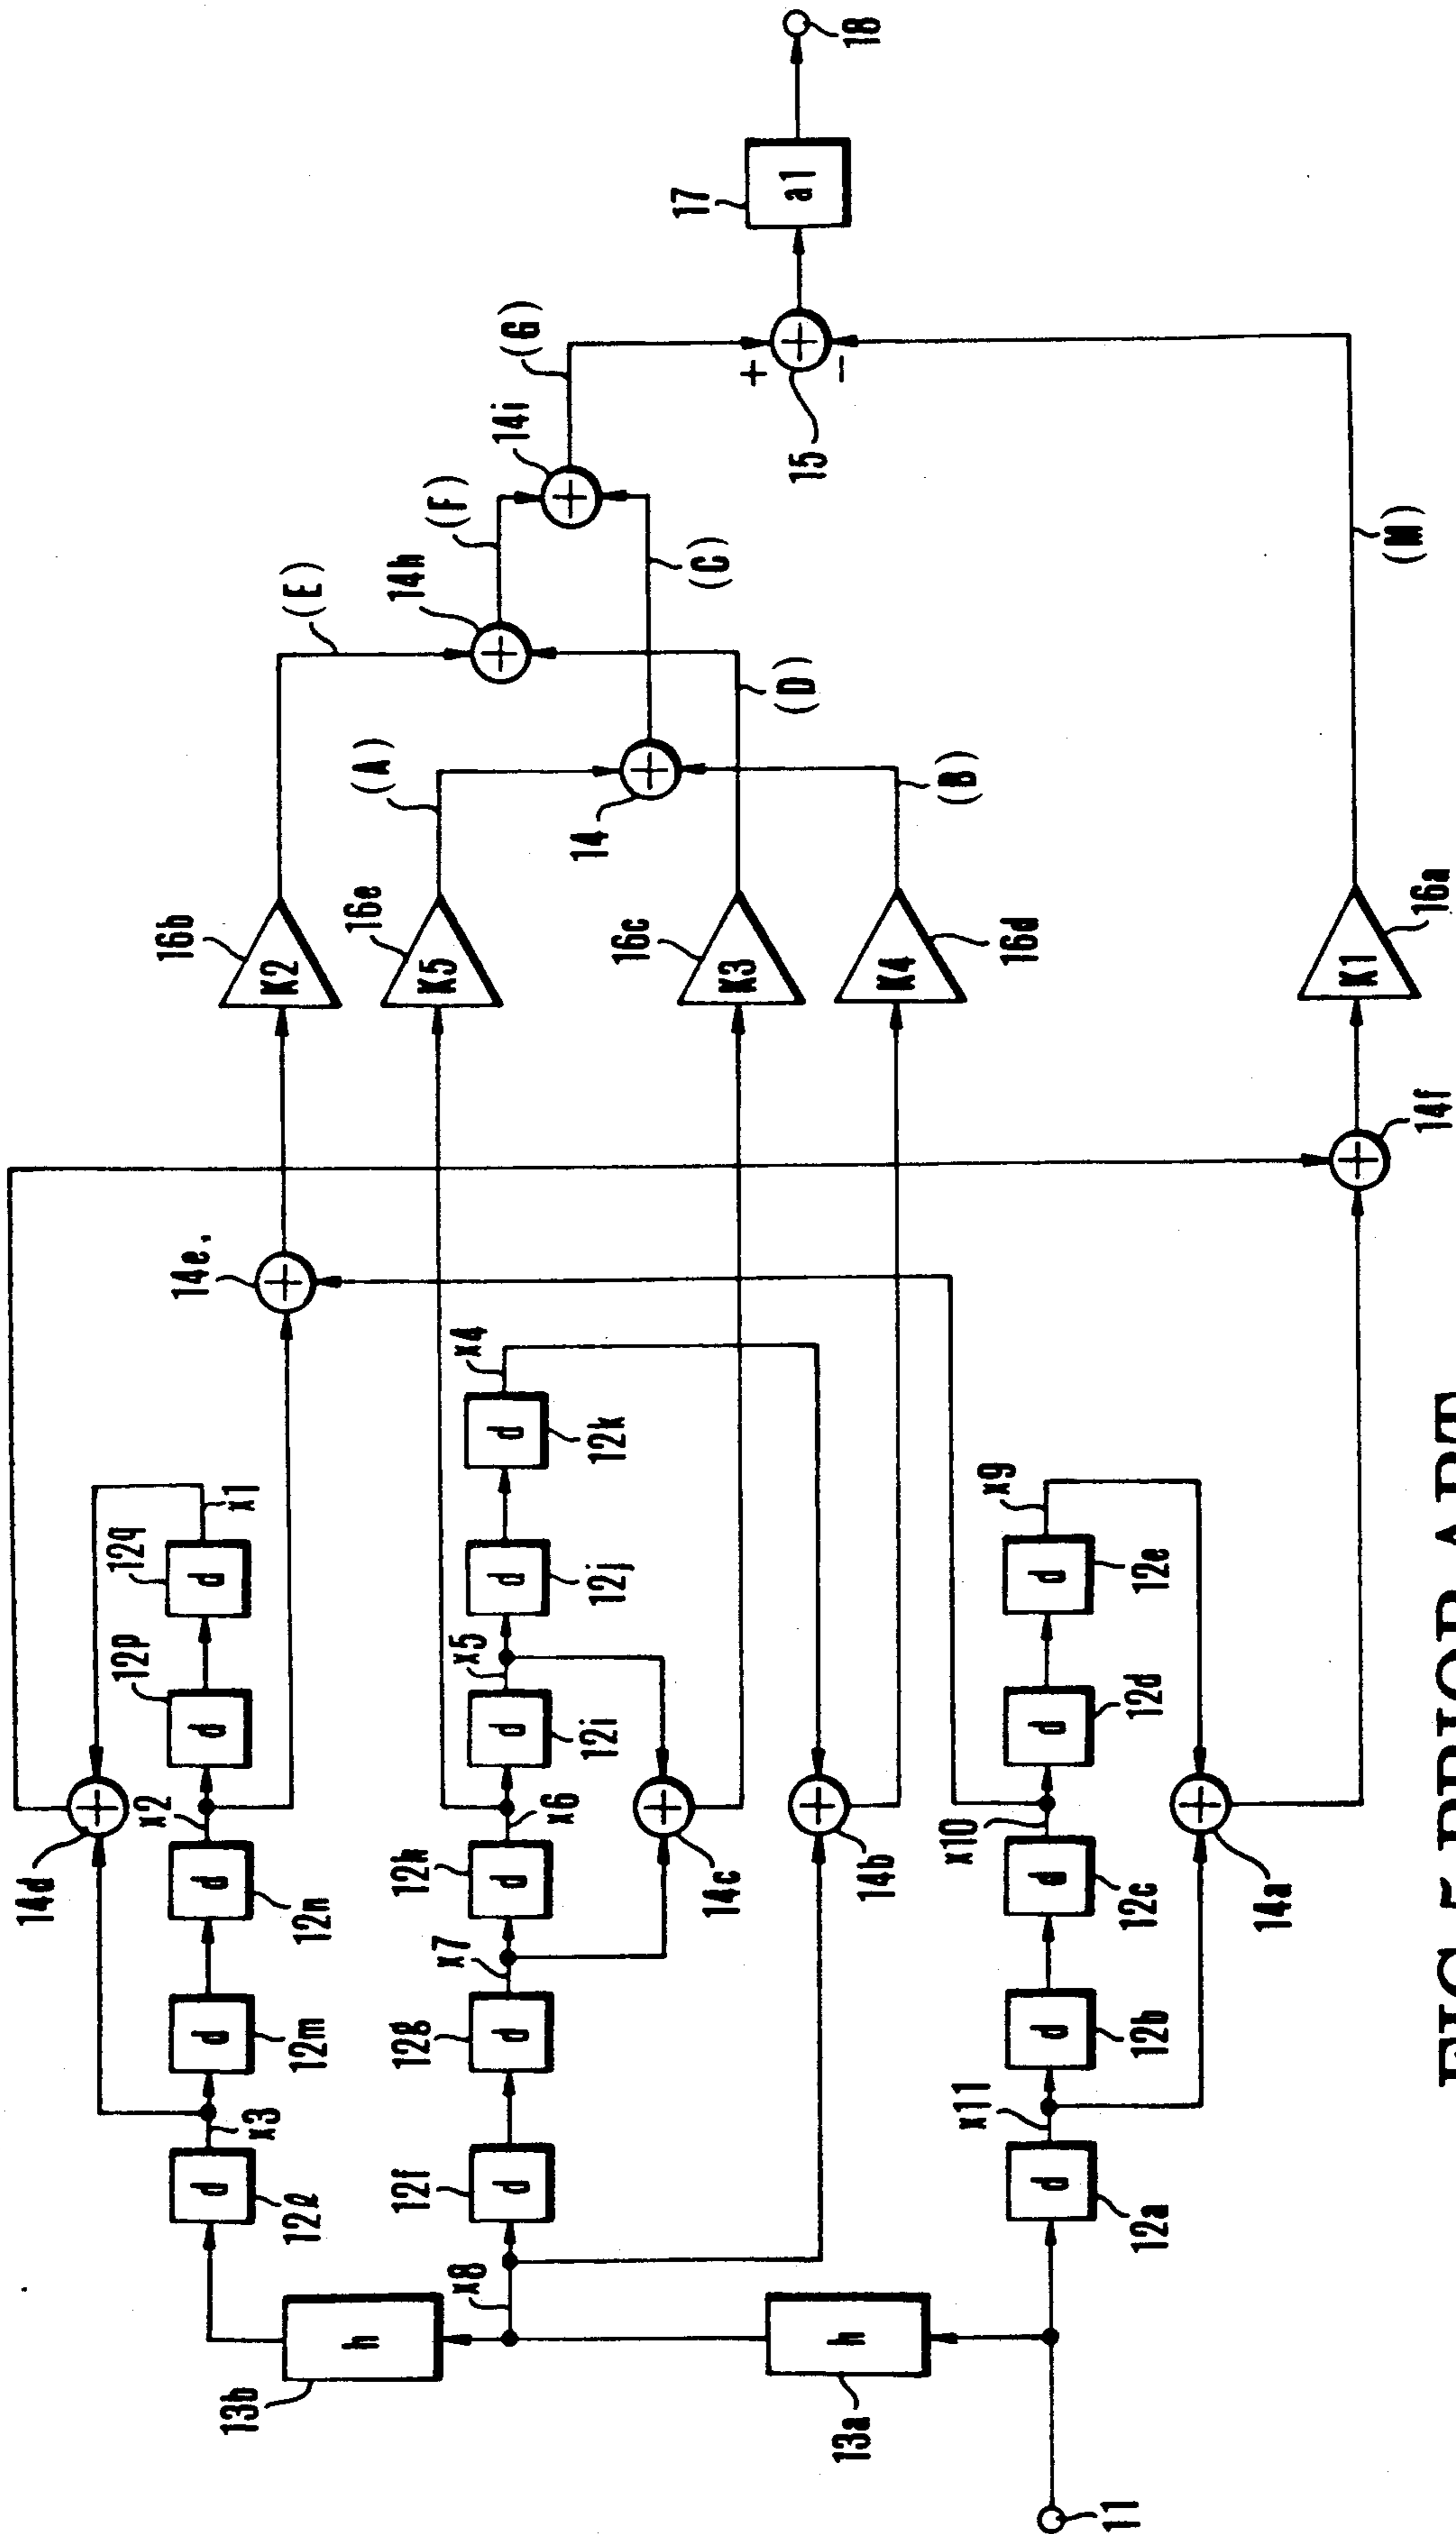 18
17
a1
(G)
+
−
15
14i
(F)
(E)
14h
(C)
(D)
(A)
14
(B)
(M)
16b
K2
16e
K5
16c
K3
16d
K4
16a
K1
14f
14e.
x4
12k
d
12j
d
x5
12i
d
x6
12h
d
x7
12g
d
12f
d
x8
14c
14b
x1
12q
d
12p
d
x2
14d
12n
d
12m
d
x3
12ℓ
d
x9
12e
d
12d
d
x10
12c
d
14a
12b
d
x11
12a
d
13b
h
13a
h
11
FIG. 5 PRIOR ART